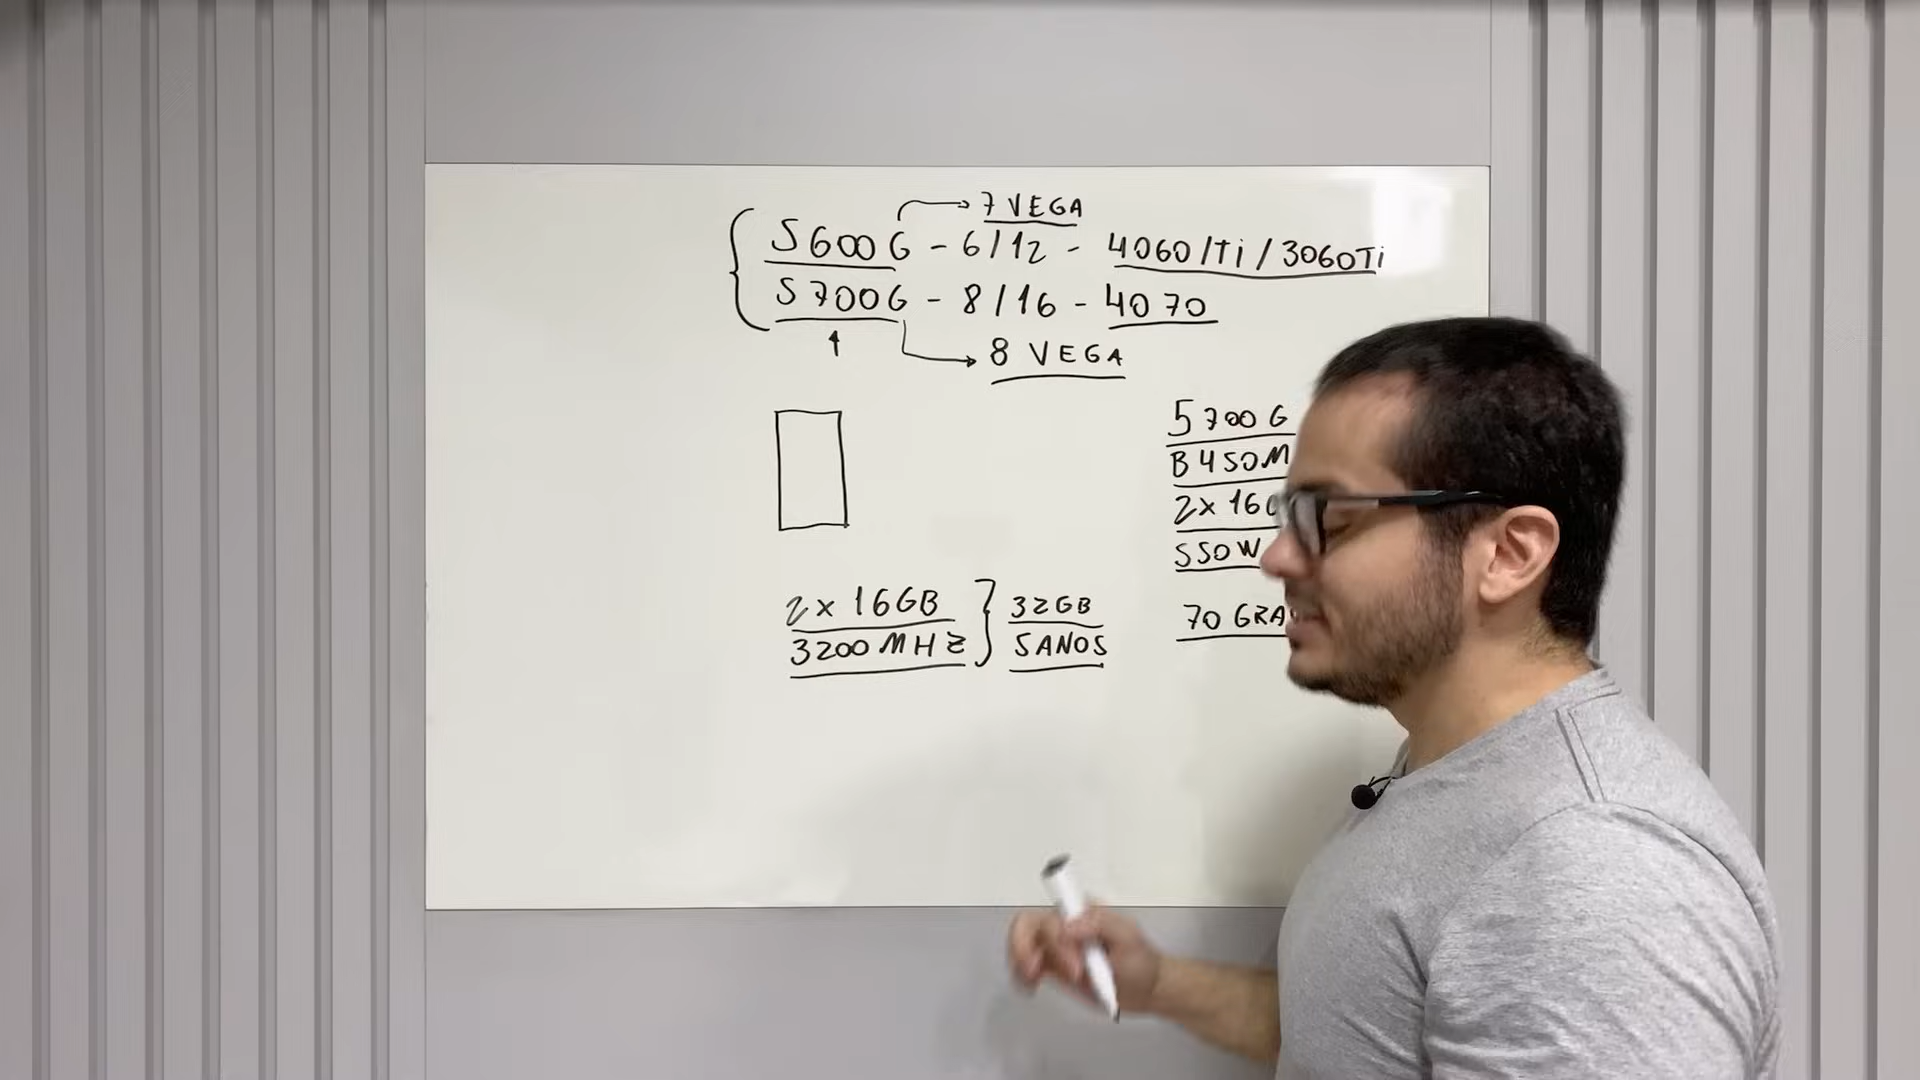 7 VEGA
5600G - 6/12 - 4060/Ti/3060Ti
5700G - 8/16 - 4070
8 VEGA
5700G
B450M
2x 16
550W
70 GRA
2x 16GB
3200MHZ
32GB
5ANOS